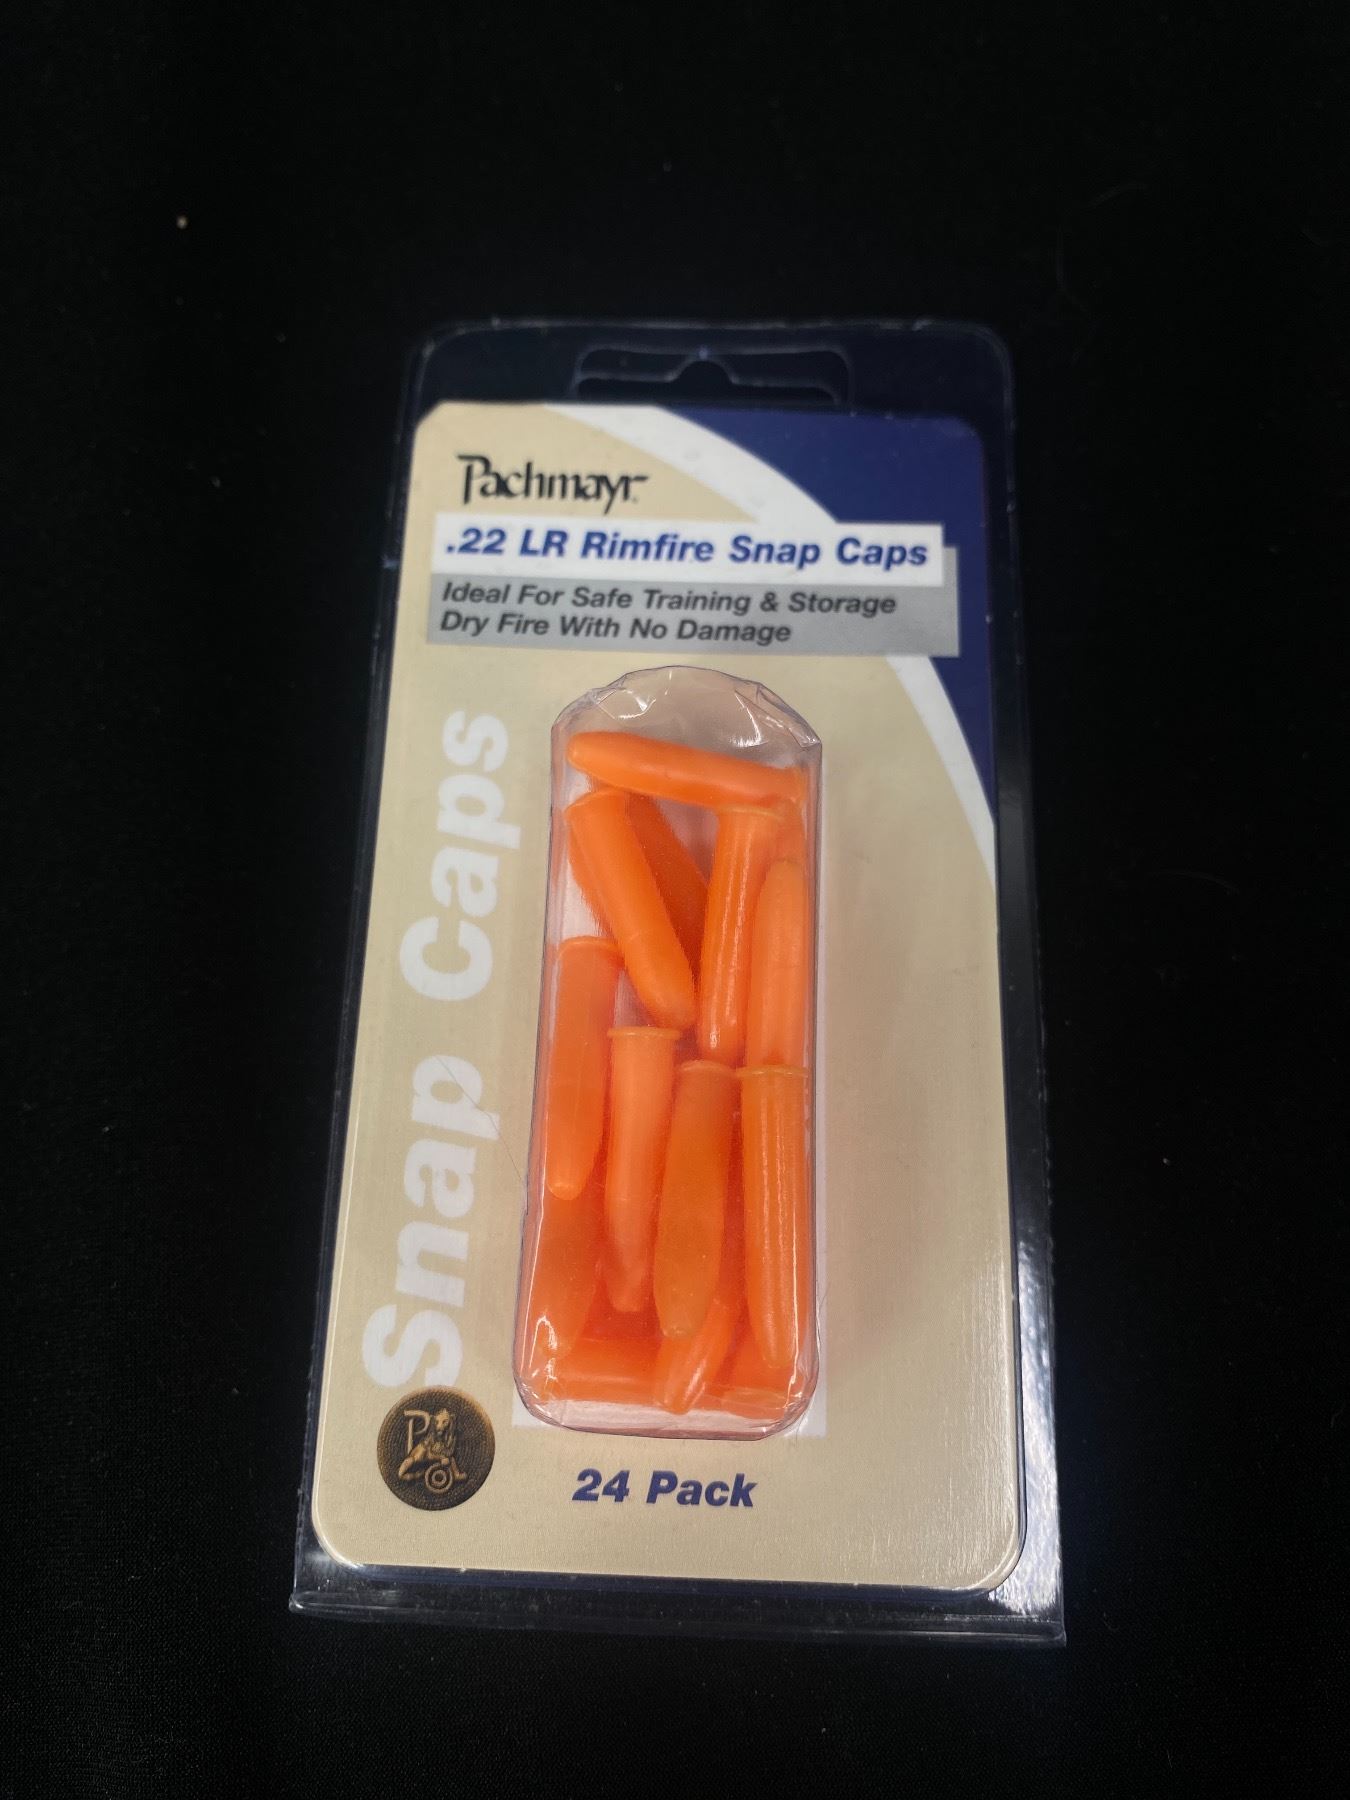 Pachmayr
.22 LR Rimfire Snap Caps
Ideal For Safe Training & Storage
Dry Fire With No Damage
Snap Caps
P
24 Pack